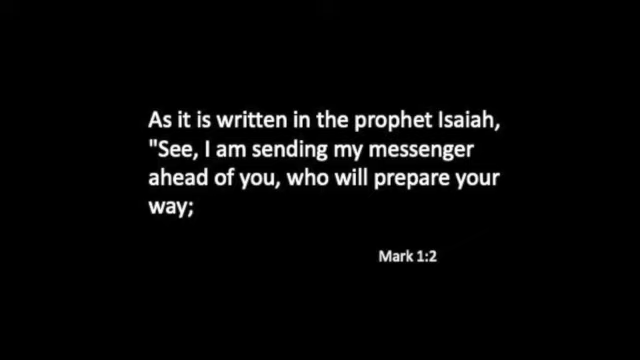 As it is written in the prophet Isaiah,
"See, I am sending my messenger
ahead of you, who will prepare your
way;
Mark 1:2